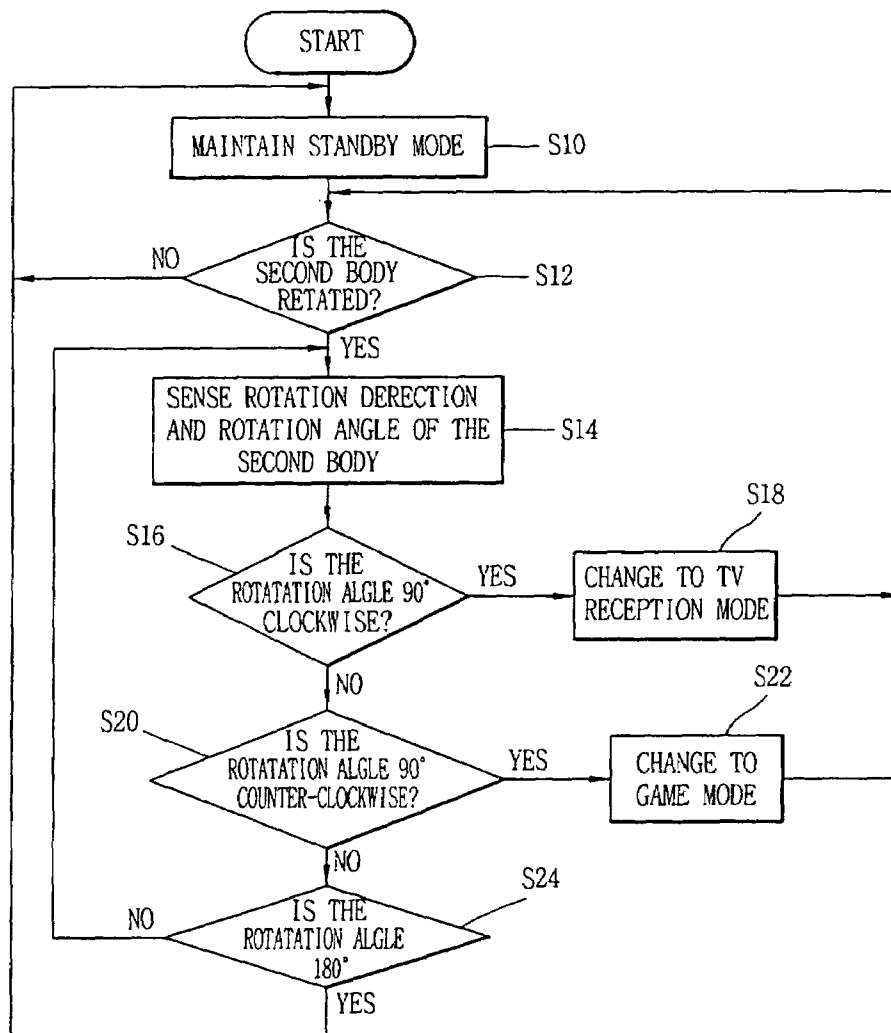 START
MAINTAIN STANDBY MODE
S10
NO
IS THE
SECOND BODY
RETATED?
S12
YES
SENSE ROTATION DERECTION
AND ROTATION ANGLE OF THE
SECOND BODY
S14
S16
IS THE
ROTATATION ALGLE 90°
CLOCKWISE?
YES
S18
CHANGE TO TV
RECEPTION MODE
NO
S20
IS THE
ROTATATION ALGLE 90°
COUNTER-CLOCKWISE?
YES
S22
CHANGE TO
GAME MODE
NO
S24
NO
IS THE
ROTATATION ALGLE
180°
YES